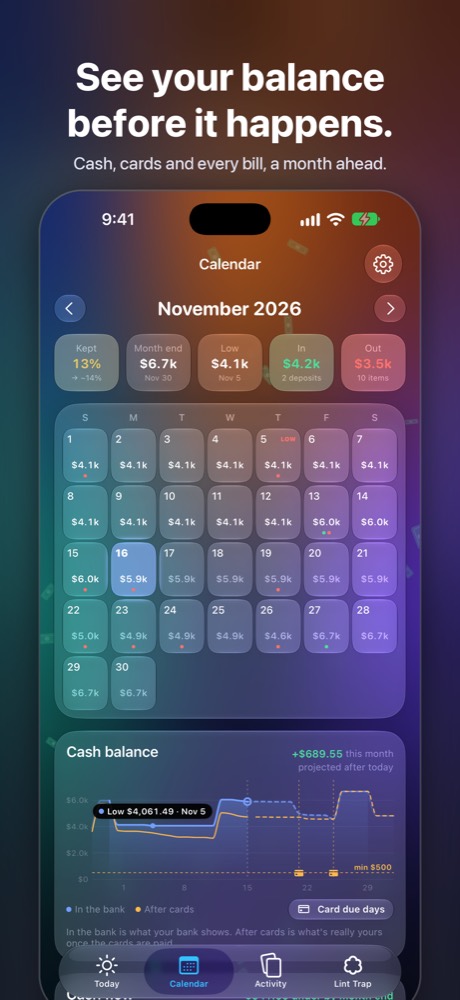 See your balance
before it happens.
Cash, cards and every bill, a month ahead.
9:41
Calendar
November 2026
Kept
13%
→ −14%
Month end
$6.7k
Nov 30
Low
$4.1k
Nov 5
In
$4.2k
2 deposits
Out
$3.5k
10 items
S M T W T F S
1 2 3 4 5 LOW 6 7
$4.1k $4.1k $4.1k $4.1k $4.1k $4.1k $4.1k
8 9 10 11 12 13 14
$4.1k $4.1k $4.1k $4.1k $4.1k $6.0k $6.0k
15 16 17 18 19 20 21
$6.0k $5.9k $5.9k $5.9k $5.9k $5.9k $5.9k
22 23 24 25 26 27 28
$5.0k $4.9k $4.9k $4.9k $4.6k $6.7k $6.7k
29 30
$6.7k $6.7k
Cash balance
+$689.55 this month
projected after today
$6.0k
Low $4,061.49 · Nov 5
$4.0k
$2.0k
min $500
$0
1 8 15 22 29
In the bank After cards
Card due days
In the bank is what your bank shows. After cards is what's really yours
once the cards are paid
Today Calendar Activity Lint Trap